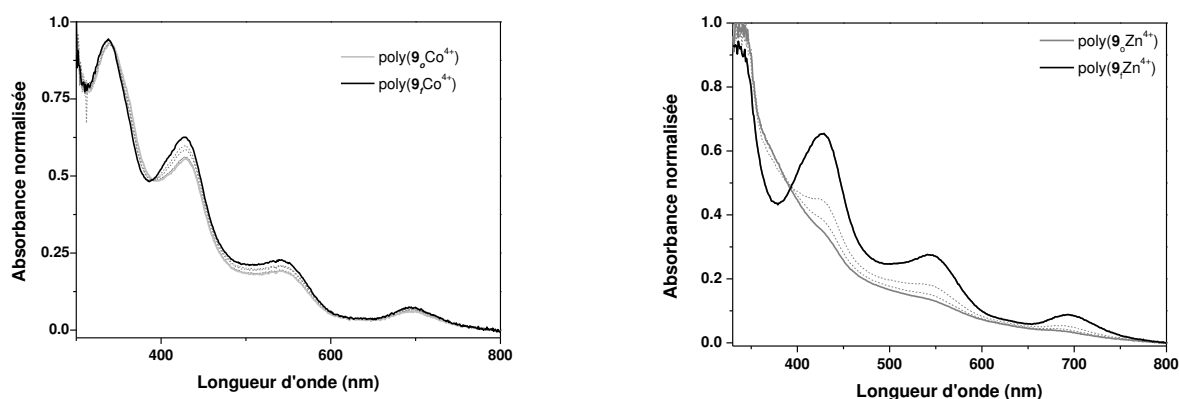 1.0
0.75
0.5
0.25
0.0
Absorbance normalisée
400
600
800
Longueur d'onde (nm)
poly(9oCo4+)
poly(9fCo4+)
1.0
0.8
0.6
0.4
0.2
0.0
Absorbance normalisée
400
500
600
700
800
Longueur d'onde (nm)
poly(9oZn4+)
poly(9fZn4+)